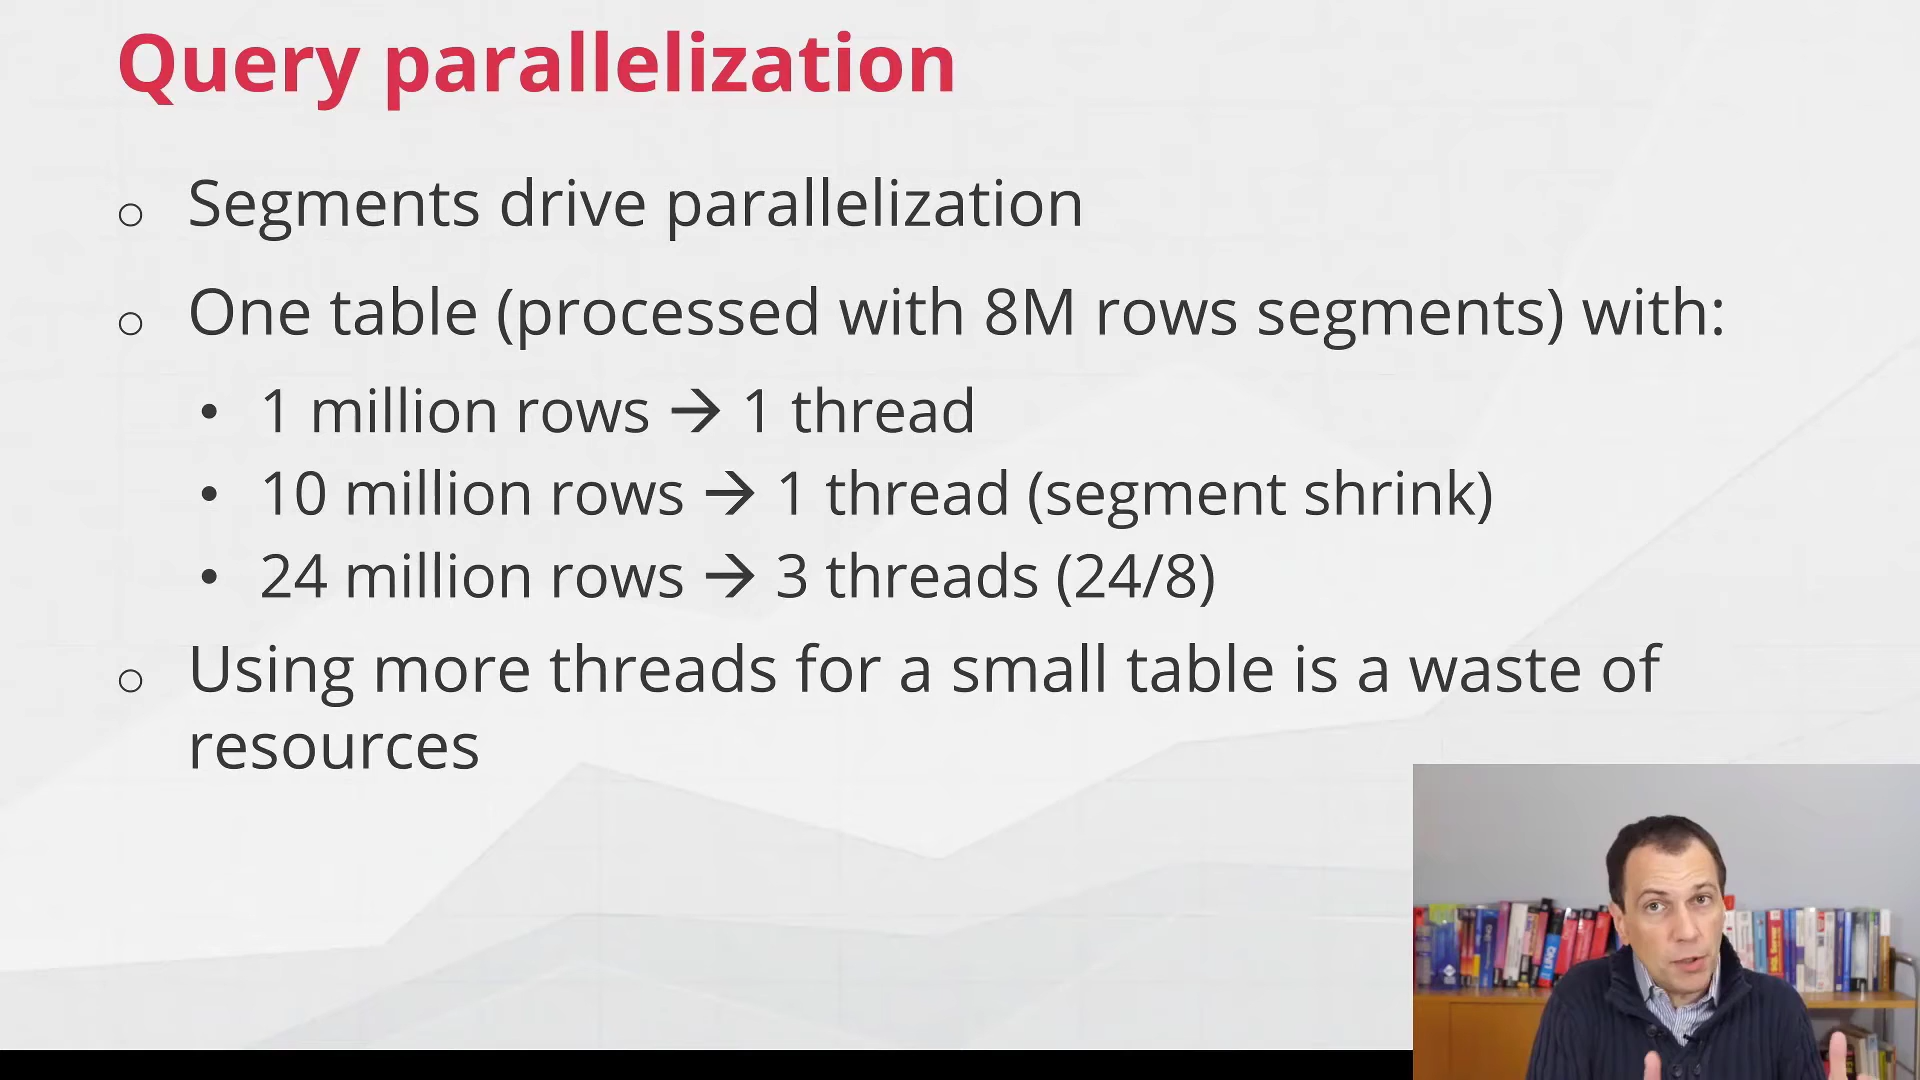 Query parallelization
Segments drive parallelization
One table (processed with 8M rows segments) with:
1 million rows → 1 thread
10 million rows → 1 thread (segment shrink)
24 million rows → 3 threads (24/8)
Using more threads for a small table is a waste of
resources